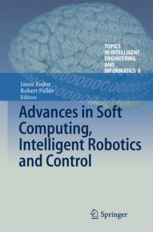 TOPICS
IN INTELLIGENT
ENGINEERING
AND
INFORMATICS 8
János Fodor
Robert Fullér
Editors
Advances in Soft
Computing,
Intelligent Robotics
and Control
Springer